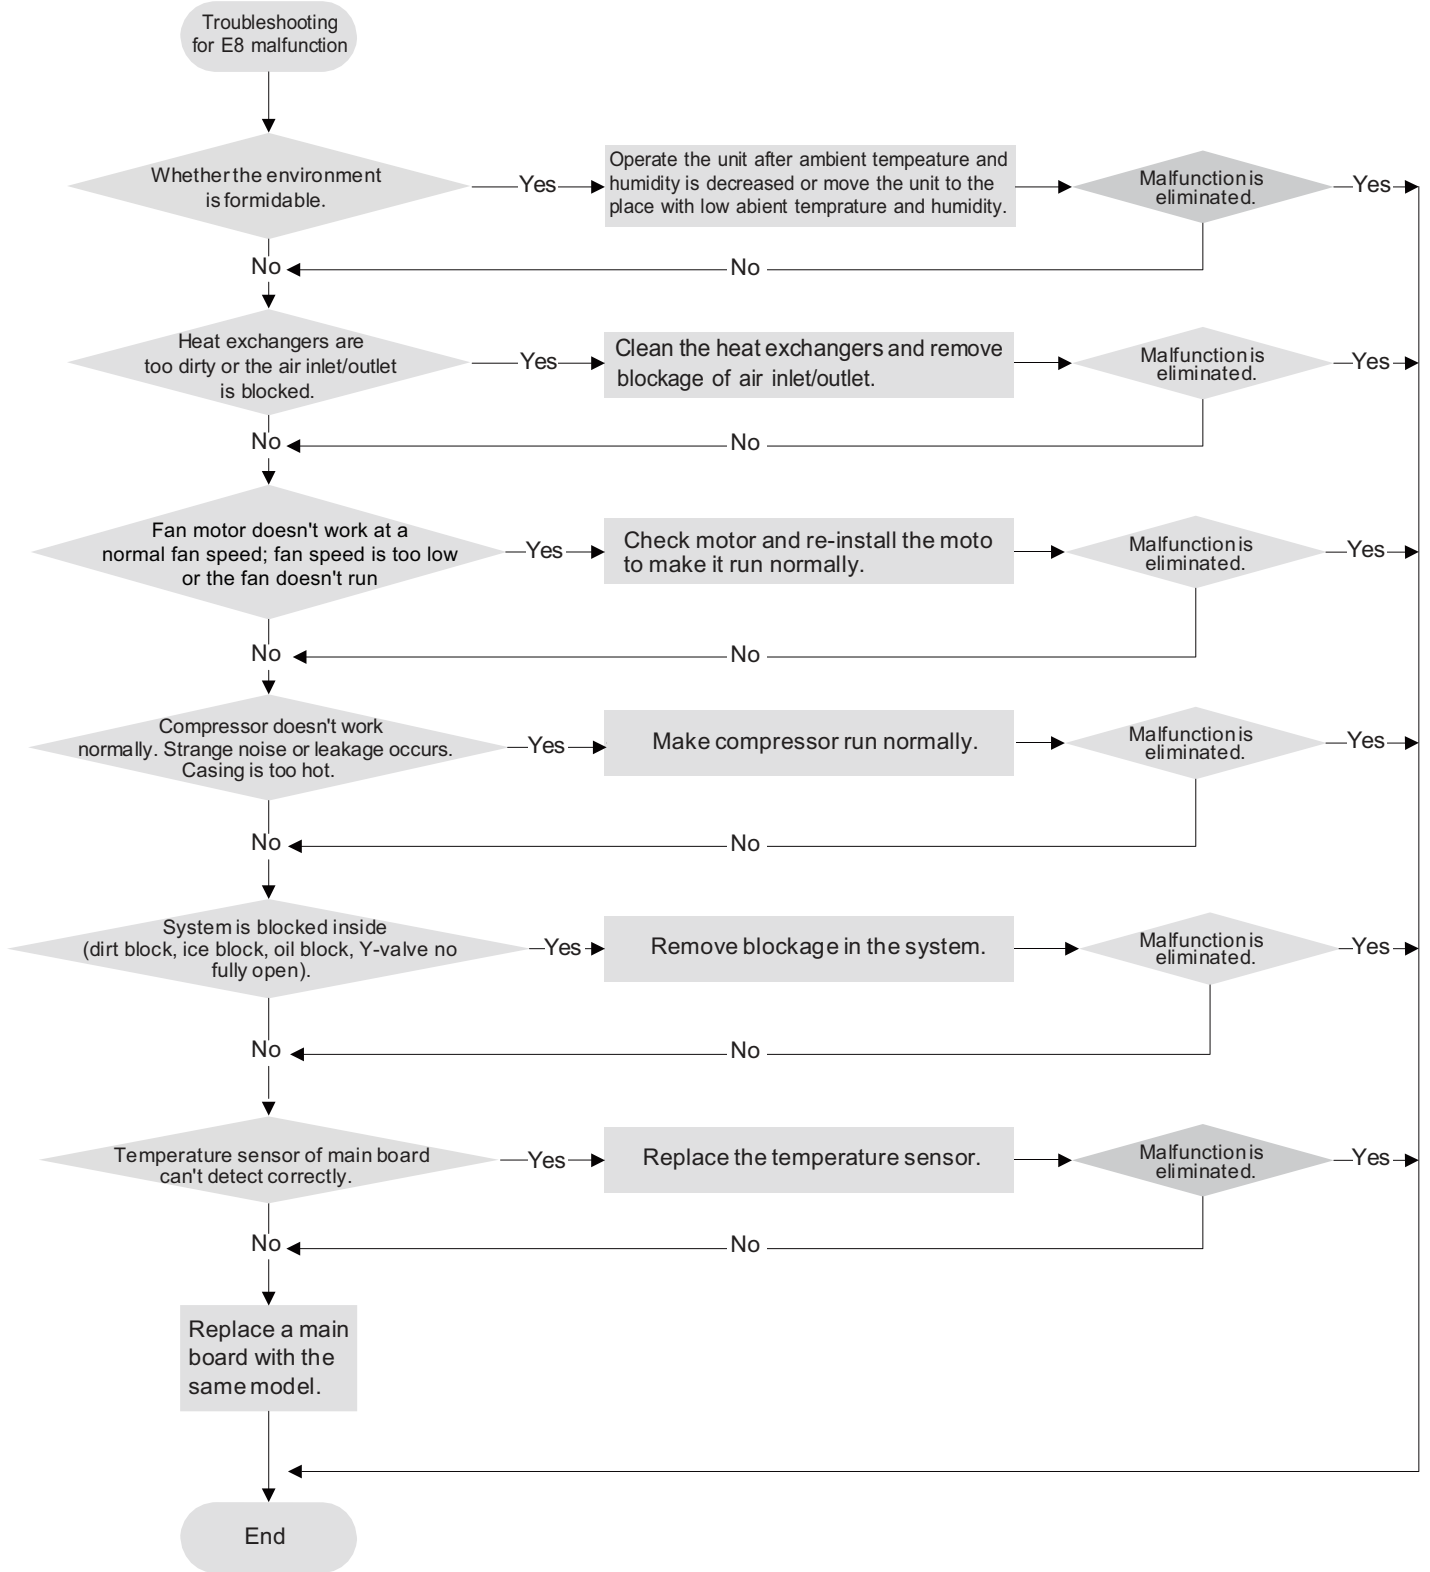 Troubleshooting
for E8 malfunction
Whether the environment
is formidable.
Yes
Operate the unit after ambient tempeature and
humidity is decreased or move the unit to the
place with low abient temprature and humidity.
Malfunction is
eliminated.
Yes
No
No
Heat exchangers are
too dirty or the air inlet/outlet
is blocked.
Yes
Clean the heat exchangers and remove
blockage of air inlet/outlet.
Malfunction is
eliminated.
Yes
No
No
Fan motor doesn't work at a
normal fan speed; fan speed is too low
or the fan doesn't run
Yes
Check motor and re-install the moto
to make it run normally.
Malfunction is
eliminated.
Yes
No
No
Compressor doesn't work
normally. Strange noise or leakage occurs.
Casing is too hot.
Yes
Make compressor run normally.
Malfunction is
eliminated.
Yes
No
No
System is blocked inside
(dirt block, ice block, oil block, Y-valve no
fully open).
Yes
Remove blockage in the system.
Malfunction is
eliminated.
Yes
No
No
Temperature sensor of main board
can't detect correctly.
Yes
Replace the temperature sensor.
Malfunction is
eliminated.
Yes
No
No
Replace a main
board with the
same model.
End